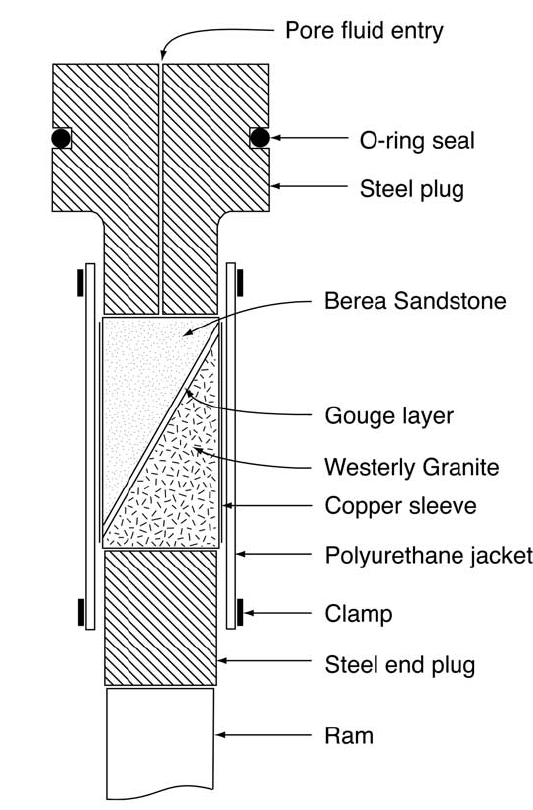 Pore fluid entry
O-ring seal
Steel plug
Berea Sandstone
Gouge layer
Westerly Granite
Copper sleeve
Polyurethane jacket
Clamp
Steel end plug
Ram